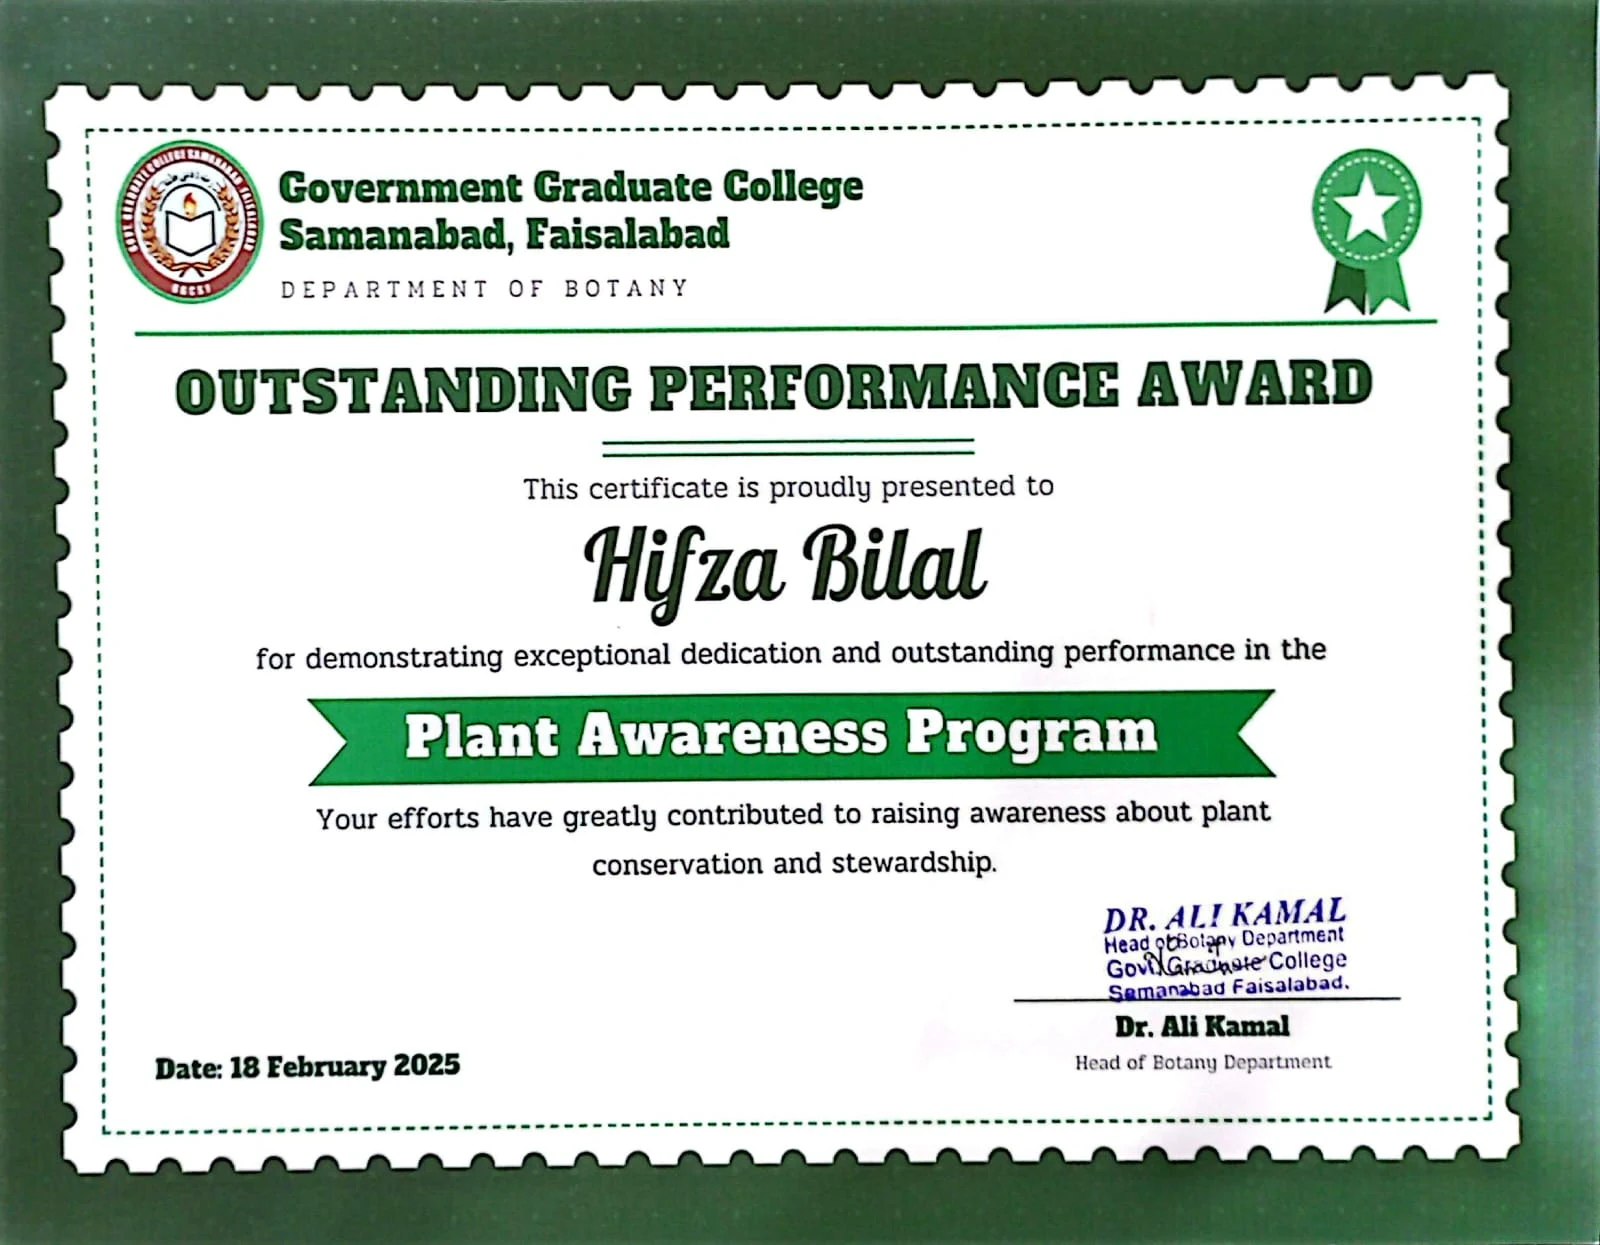 Government Graduate College
Samanabad, Faisalabad
DEPARTMENT OF BOTANY
OUTSTANDING PERFORMANCE AWARD
This certificate is proudly presented to
Hifza Bilal
for demonstrating exceptional dedication and outstanding performance in the
Plant Awareness Program
Your efforts have greatly contributed to raising awareness about plant
conservation and stewardship.
DR. ALI KAMAL
Head of Botany Department
Govt. Graduate College
Samanabad Faisalabad.
Dr. Ali Kamal
Head of Botany Department
Date: 18 February 2025